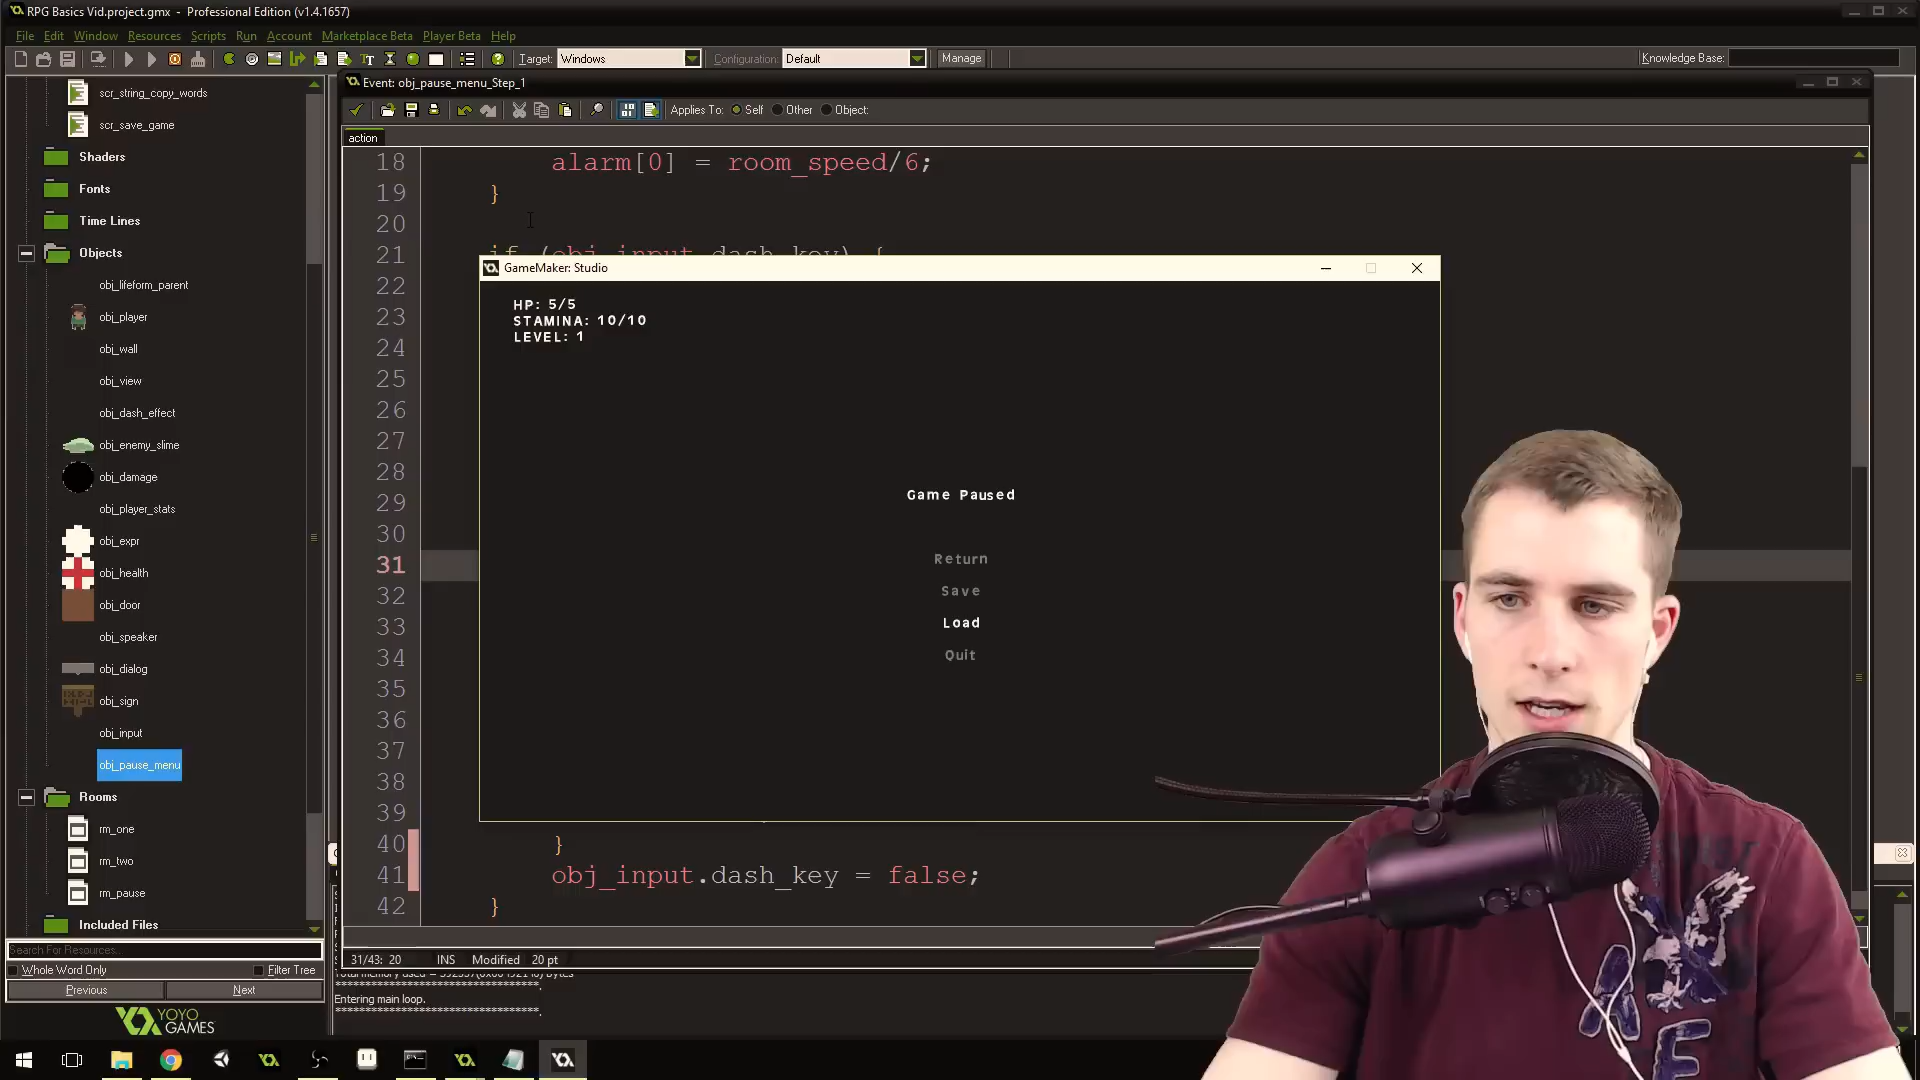 RPG Basics Vid.project.gmx - Professional Edition (v1.4.1657)
File Edit Window Resources Scripts Run Account Marketplace Beta Player Beta Help
Target: Windows Configuration: Default Manage Knowledge Base:
scr_string_copy_words
scr_save_game
Shaders
Fonts
Time Lines
Objects
obj_lifeform_parent
obj_player
obj_wall
obj_view
obj_dash_effect
obj_enemy_slime
obj_damage
obj_player_stats
obj_expr
obj_health
obj_door
obj_speaker
obj_dialog
obj_sign
obj_input
obj_pause_menu
Rooms
rm_one
rm_two
rm_pause
Included Files
Search For Resources..
Whole Word Only Filter Tree
Previous Next
YOYO
GAMES
Event: obj_pause_menu_Step_1
Applies To: Self Other Object:
action
18 alarm[0] = room_speed/6;
19 }
20
21 if (obj_input.dash_key) {
22
23
24
25
26
27
28
29
30
31
32
33
34
35
36
37
38
39
40 }
41 obj_input.dash_key = false;
42 }
GameMaker: Studio
HP: 5/5
STAMINA: 10/10
LEVEL: 1
Game Paused
Return
Save
Load
Quit
31/43: 20 INS Modified 20 pt
*********************************.
Entering main loop.
*********************************.